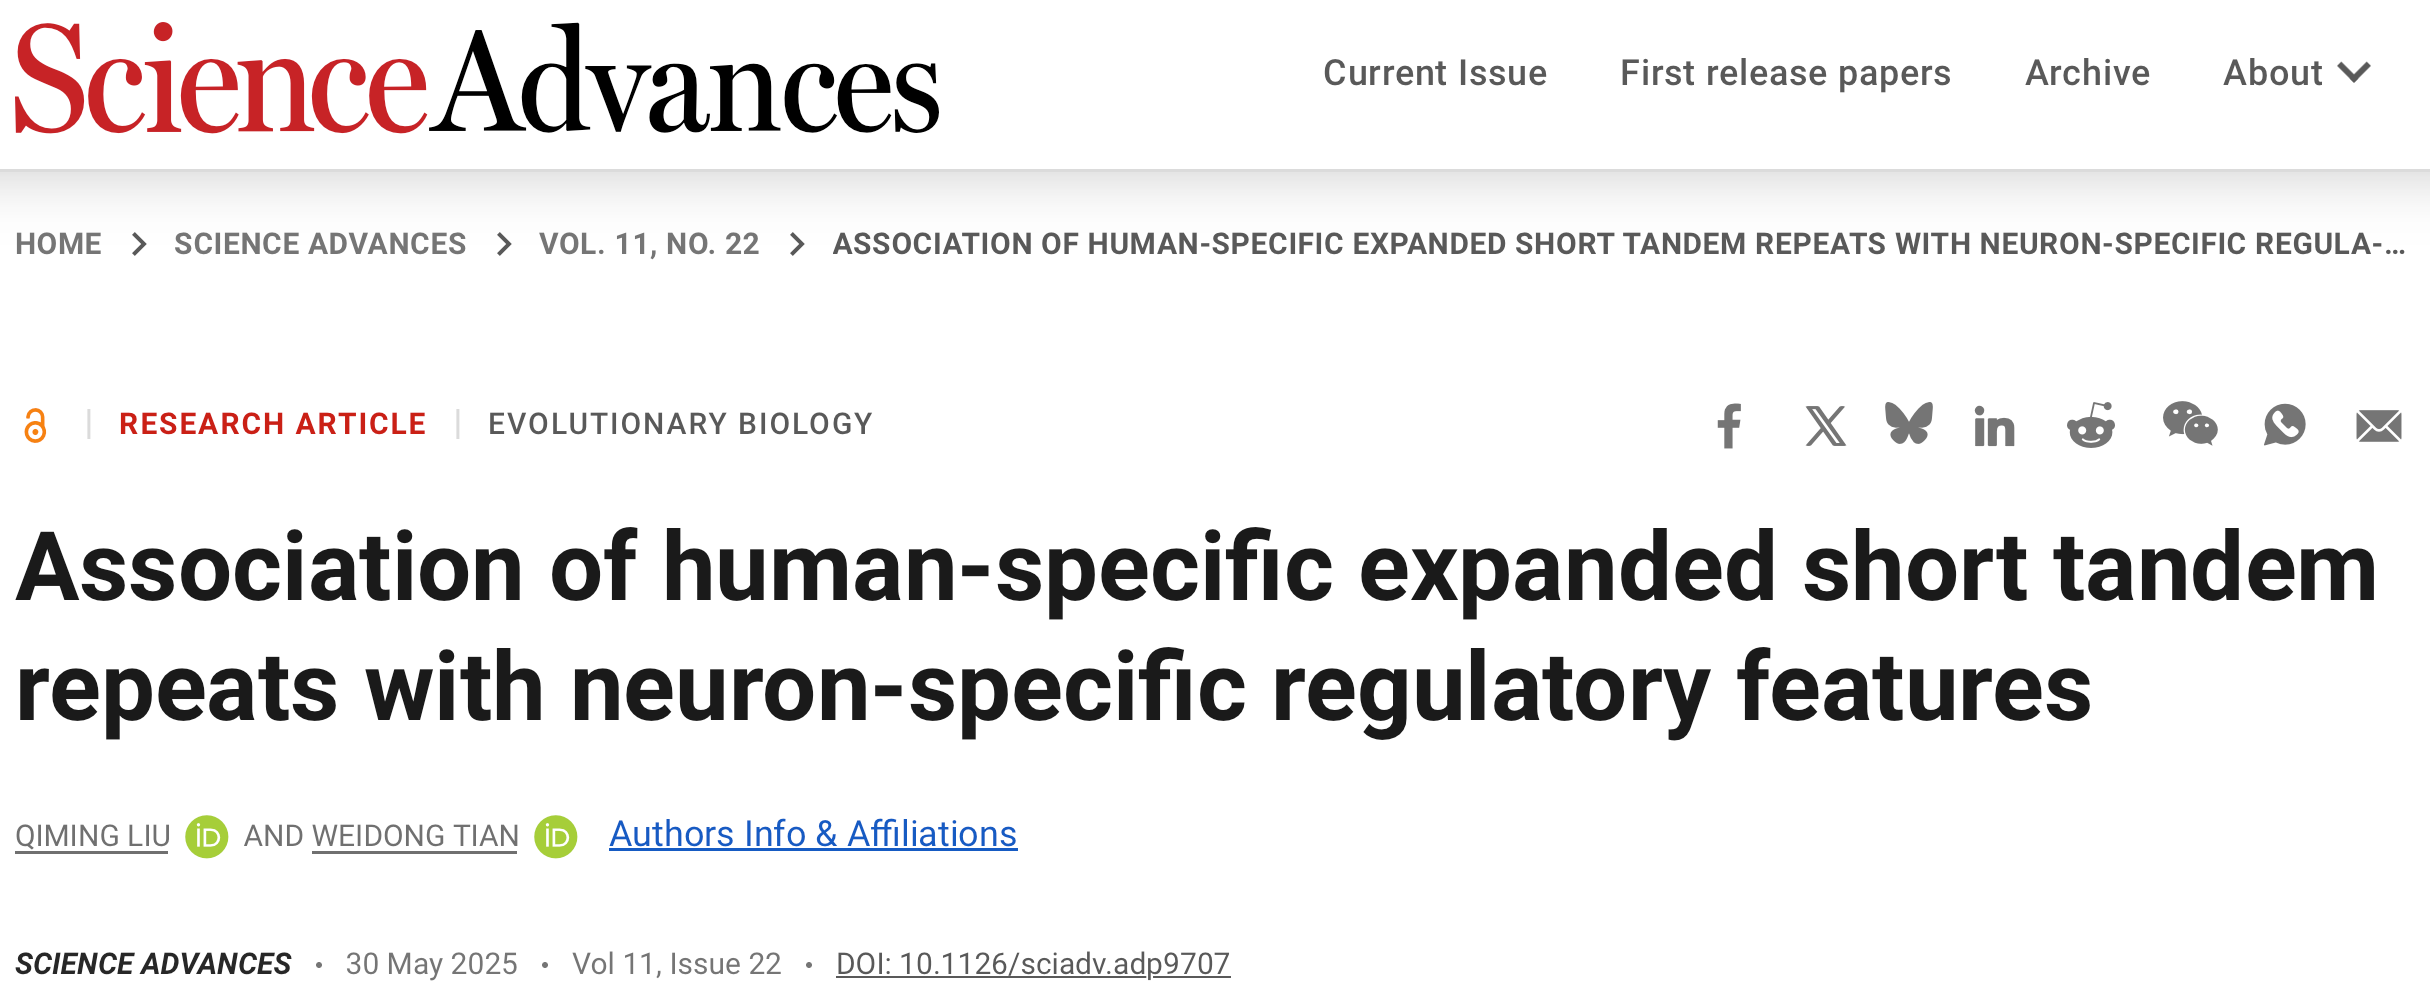 ScienceAdvances
Current Issue First release papers Archive About
HOME > SCIENCE ADVANCES > VOL. 11, NO. 22 > ASSOCIATION OF HUMAN-SPECIFIC EXPANDED SHORT TANDEM REPEATS WITH NEURON-SPECIFIC REGULA-…
RESEARCH ARTICLE | EVOLUTIONARY BIOLOGY
Association of human-specific expanded short tandem
repeats with neuron-specific regulatory features
QIMING LIU iD AND WEIDONG TIAN iD Authors Info & Affiliations
SCIENCE ADVANCES • 30 May 2025 • Vol 11, Issue 22 • DOI: 10.1126/sciadv.adp9707